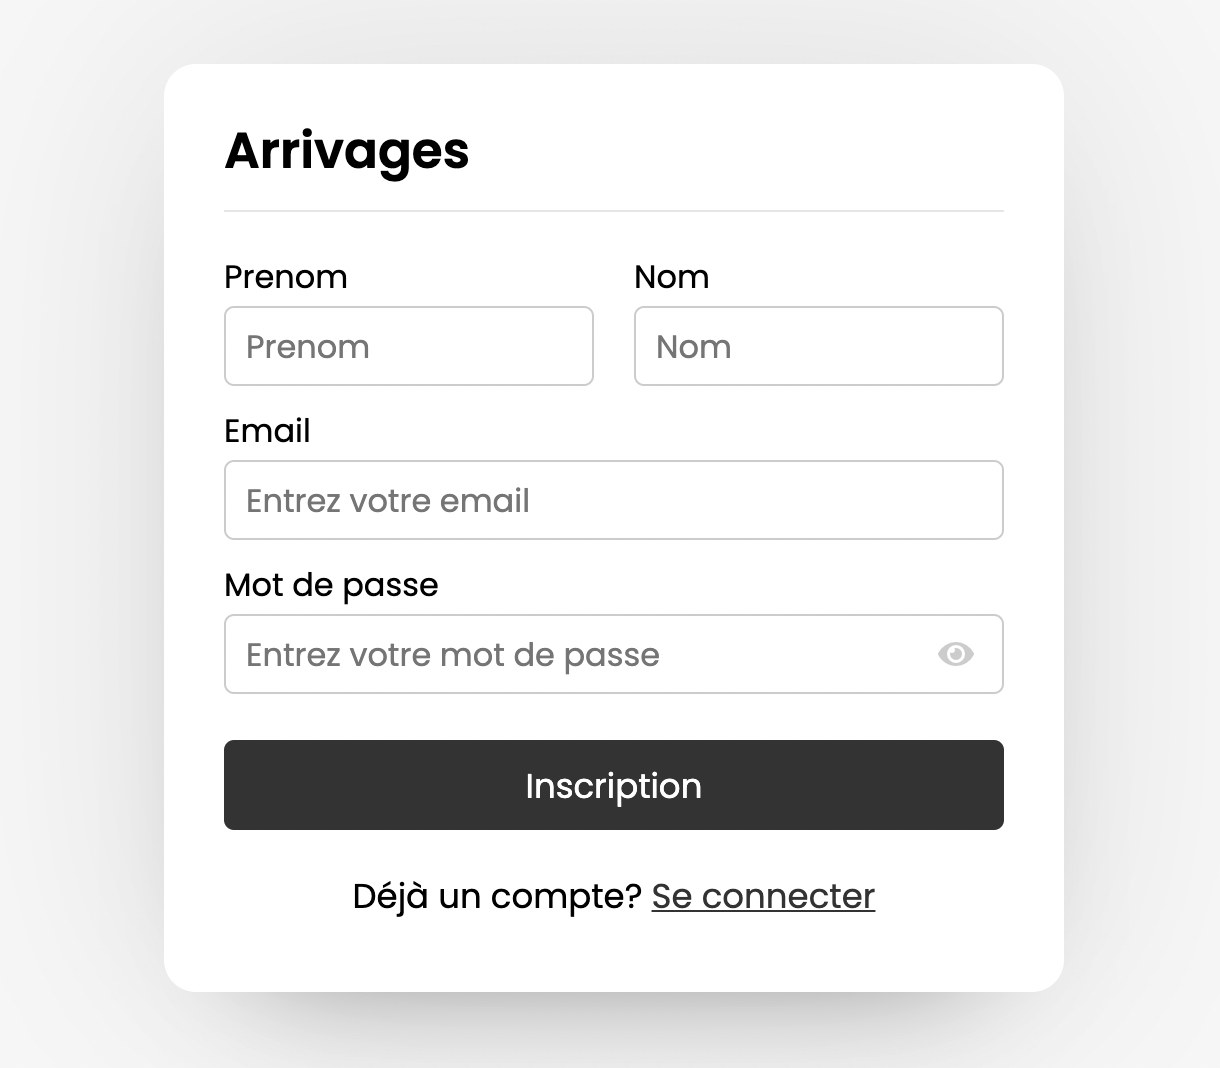 Arrivages
Prenom Nom
Prenom Nom
Email
Entrez votre email
Mot de passe
Entrez votre mot de passe
Inscription
Déjà un compte? Se connecter